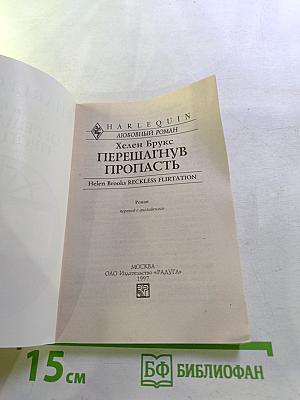 HARLEQUIN
ЛЮБОВНЫЙ РОМАН
Хелен Брукс
ПЕРЕШАГНУВ
ПРОПАСТЬ
Helen Brooks RECKLESS FLIRTATION
Роман
перевод с английского
МОСКВА
ОАО Издательство «РАДУГА»
1997
15 см
БФ БИБЛИОФАН